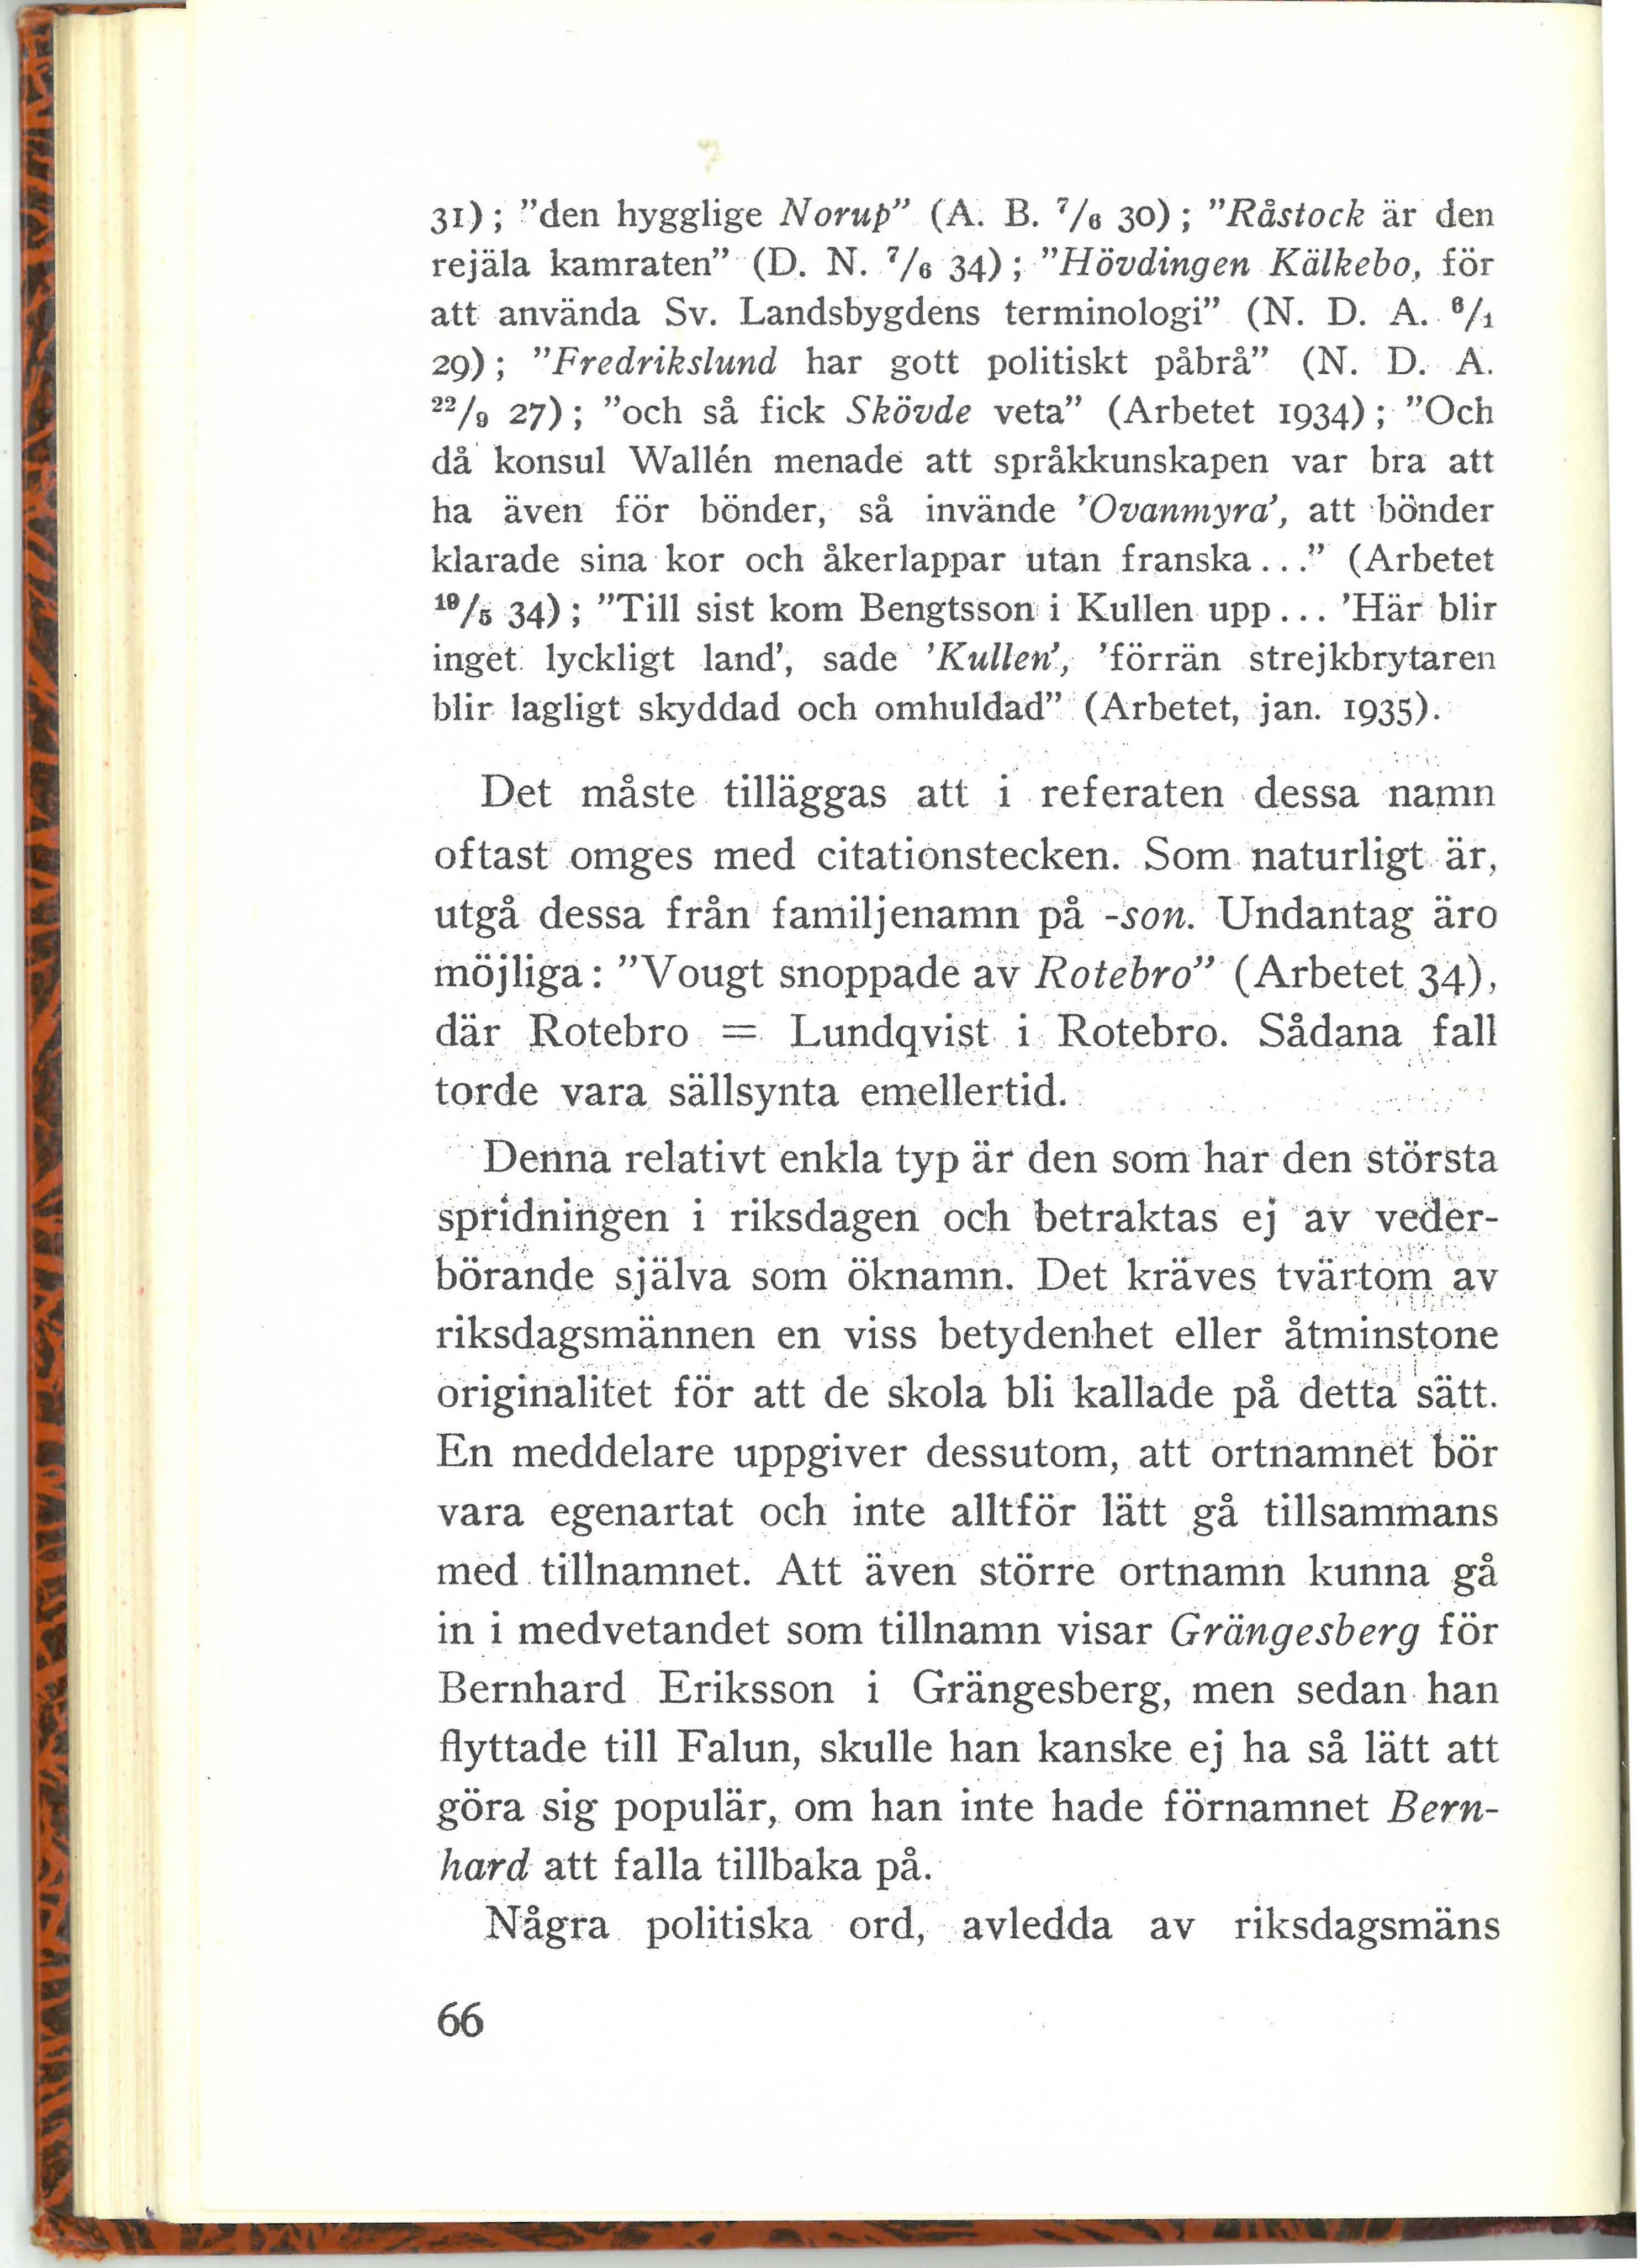 31) ; ”den hygglige Norup” (A. B. ⁷/₆ 30) ; ”Råstock är den
rejäla kamraten” (D. N. ⁷/₆ 34) ; ”Hövdingen Kälkebo, för
att använda Sv. Landsbygdens terminologi” (N. D. A. ⁸/₁
29) ; ”Fredrikslund har gott politiskt påbrå” (N. D. A.
²²/₉ 27) ; ”och så fick Skövde veta” (Arbetet 1934) ; ”Och
då konsul Wallén menade att språkkunskapen var bra att
ha även för bönder, så invände ’Ovanmyra’, att bönder
klarade sina kor och åkerlappar utan franska . . .” (Arbetet
¹⁹/₅ 34) ; ”Till sist kom Bengtsson i Kullen upp . . . ’Här blir
inget lyckligt land’, sade ’Kullen’, ’förrän strejkbrytaren
blir lagligt skyddad och omhuldad” (Arbetet, jan. 1935).
Det måste tilläggas att i referaten dessa namn
oftast omges med citationstecken. Som naturligt är,
utgå dessa från familjenamn på -son. Undantag äro
möjliga: ”Vougt snoppade av Rotebro” (Arbetet 34),
där Rotebro = Lundqvist i Rotebro. Sådana fall
torde vara sällsynta emellertid.
Denna relativt enkla typ är den som har den största
spridningen i riksdagen och betraktas ej av veder-
börande själva som öknamn. Det kräves tvärtom av
riksdagsmännen en viss betydenhet eller åtminstone
originalitet för att de skola bli kallade på detta sätt.
En meddelare uppgiver dessutom, att ortnamnet bör
vara egenartat och inte alltför lätt gå tillsammans
med tillnamnet. Att även större ortnamn kunna gå
in i medvetandet som tillnamn visar Grängesberg för
Bernhard Eriksson i Grängesberg, men sedan han
flyttade till Falun, skulle han kanske ej ha så lätt att
göra sig populär, om han inte hade förnamnet Bern-
hard att falla tillbaka på.
Några politiska ord, avledda av riksdagsmäns
66